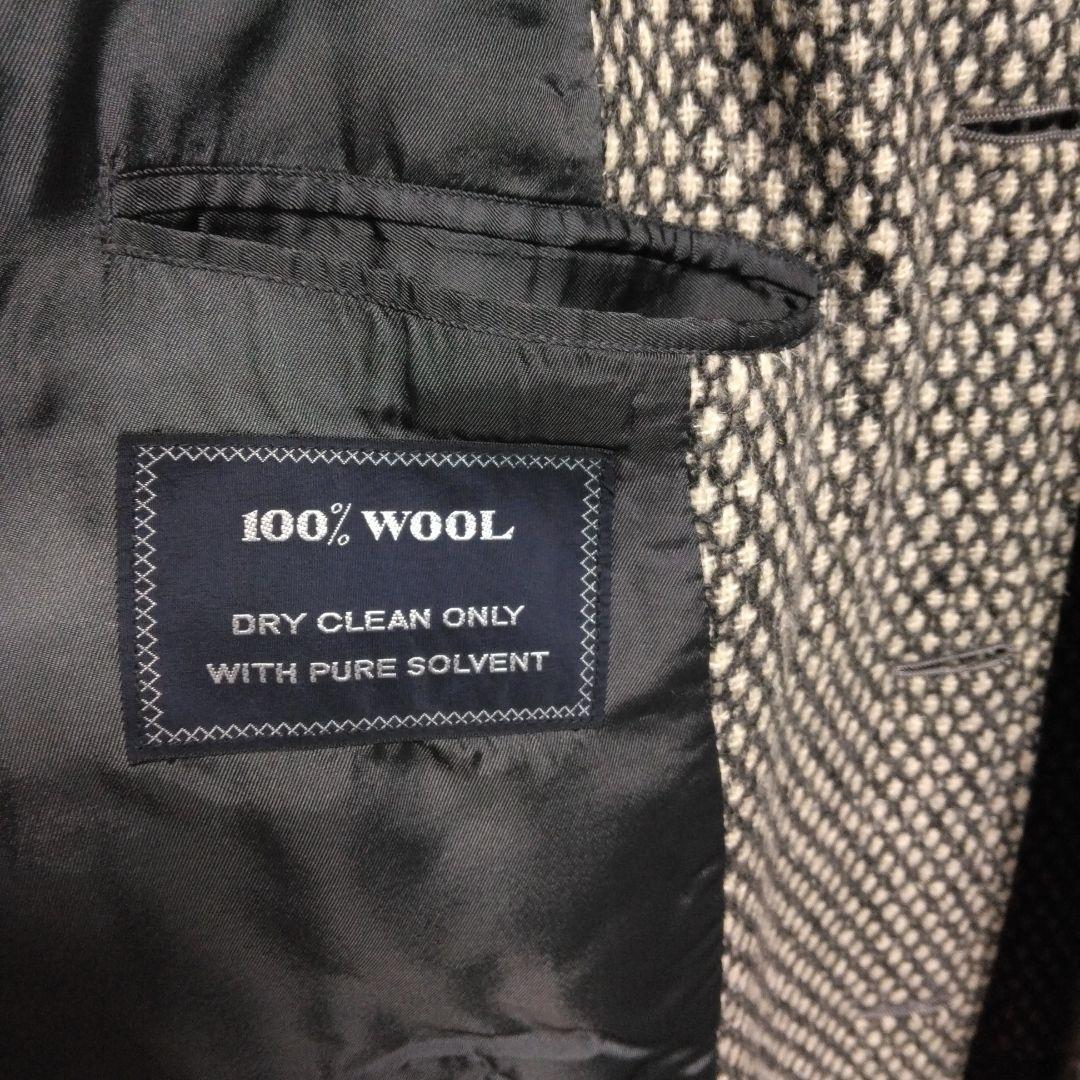 100% WOOL
DRY CLEAN ONLY
WITH PURE SOLVENT